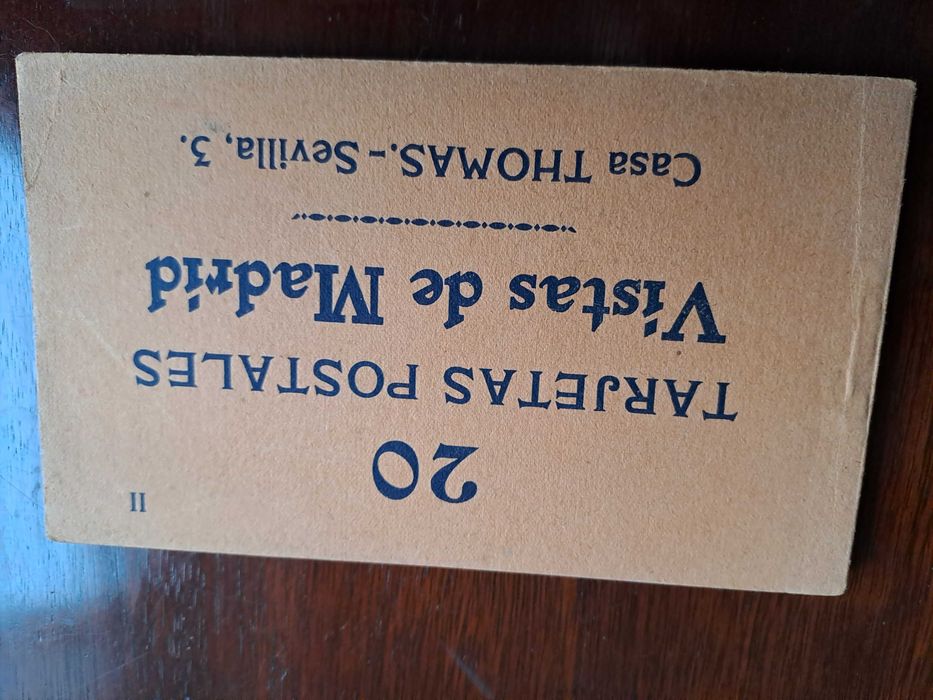 II
20
TARJETAS POSTALES
Vistas de Madrid
Casa THOMAS.-Sevilla, 3.